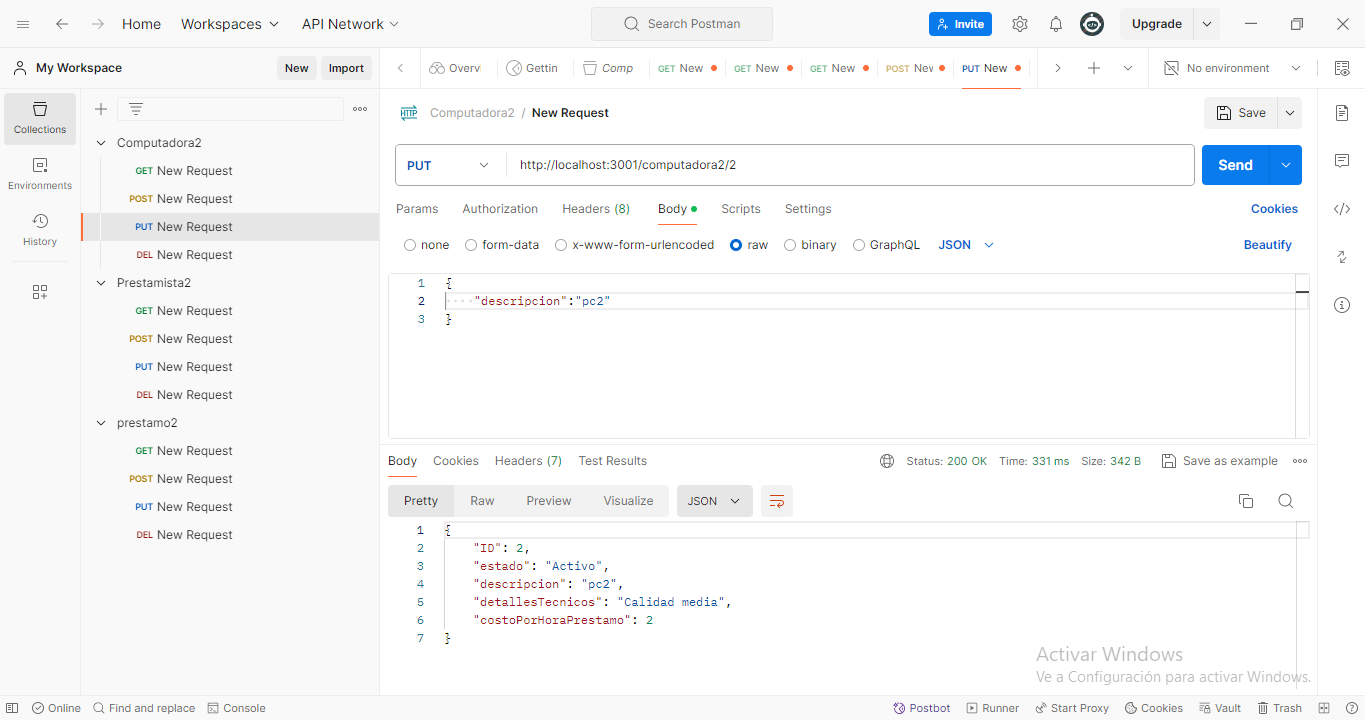 Home Workspaces API Network Search Postman Invite Upgrade
My Workspace New Import Overvi Gettin Comp GET New GET New GET New POST New PUT New No environment
Collections
Environments
History
Computadora2
GET New Request
POST New Request
PUT New Request
DEL New Request
Prestamista2
GET New Request
POST New Request
PUT New Request
DEL New Request
prestamo2
GET New Request
POST New Request
PUT New Request
DEL New Request
HTTP Computadora2 / New Request Save
PUT http://localhost:3001/computadora2/2 Send
Params Authorization Headers (8) Body Scripts Settings Cookies
none form-data x-www-form-urlencoded raw binary GraphQL JSON Beautify
1 {
2 "descripcion":"pc2"
3 }
Body Cookies Headers (7) Test Results Status: 200 OK Time: 331 ms Size: 342 B Save as example
Pretty Raw Preview Visualize JSON
1 {
2 "ID": 2,
3 "estado": "Activo",
4 "descripcion": "pc2",
5 "detallesTecnicos": "Calidad media",
6 "costoPorHoraPrestamo": 2
7 }
Activar Windows
Ve a Configuración para activar Windows.
Online Find and replace Console Postbot Runner Start Proxy Cookies Vault Trash